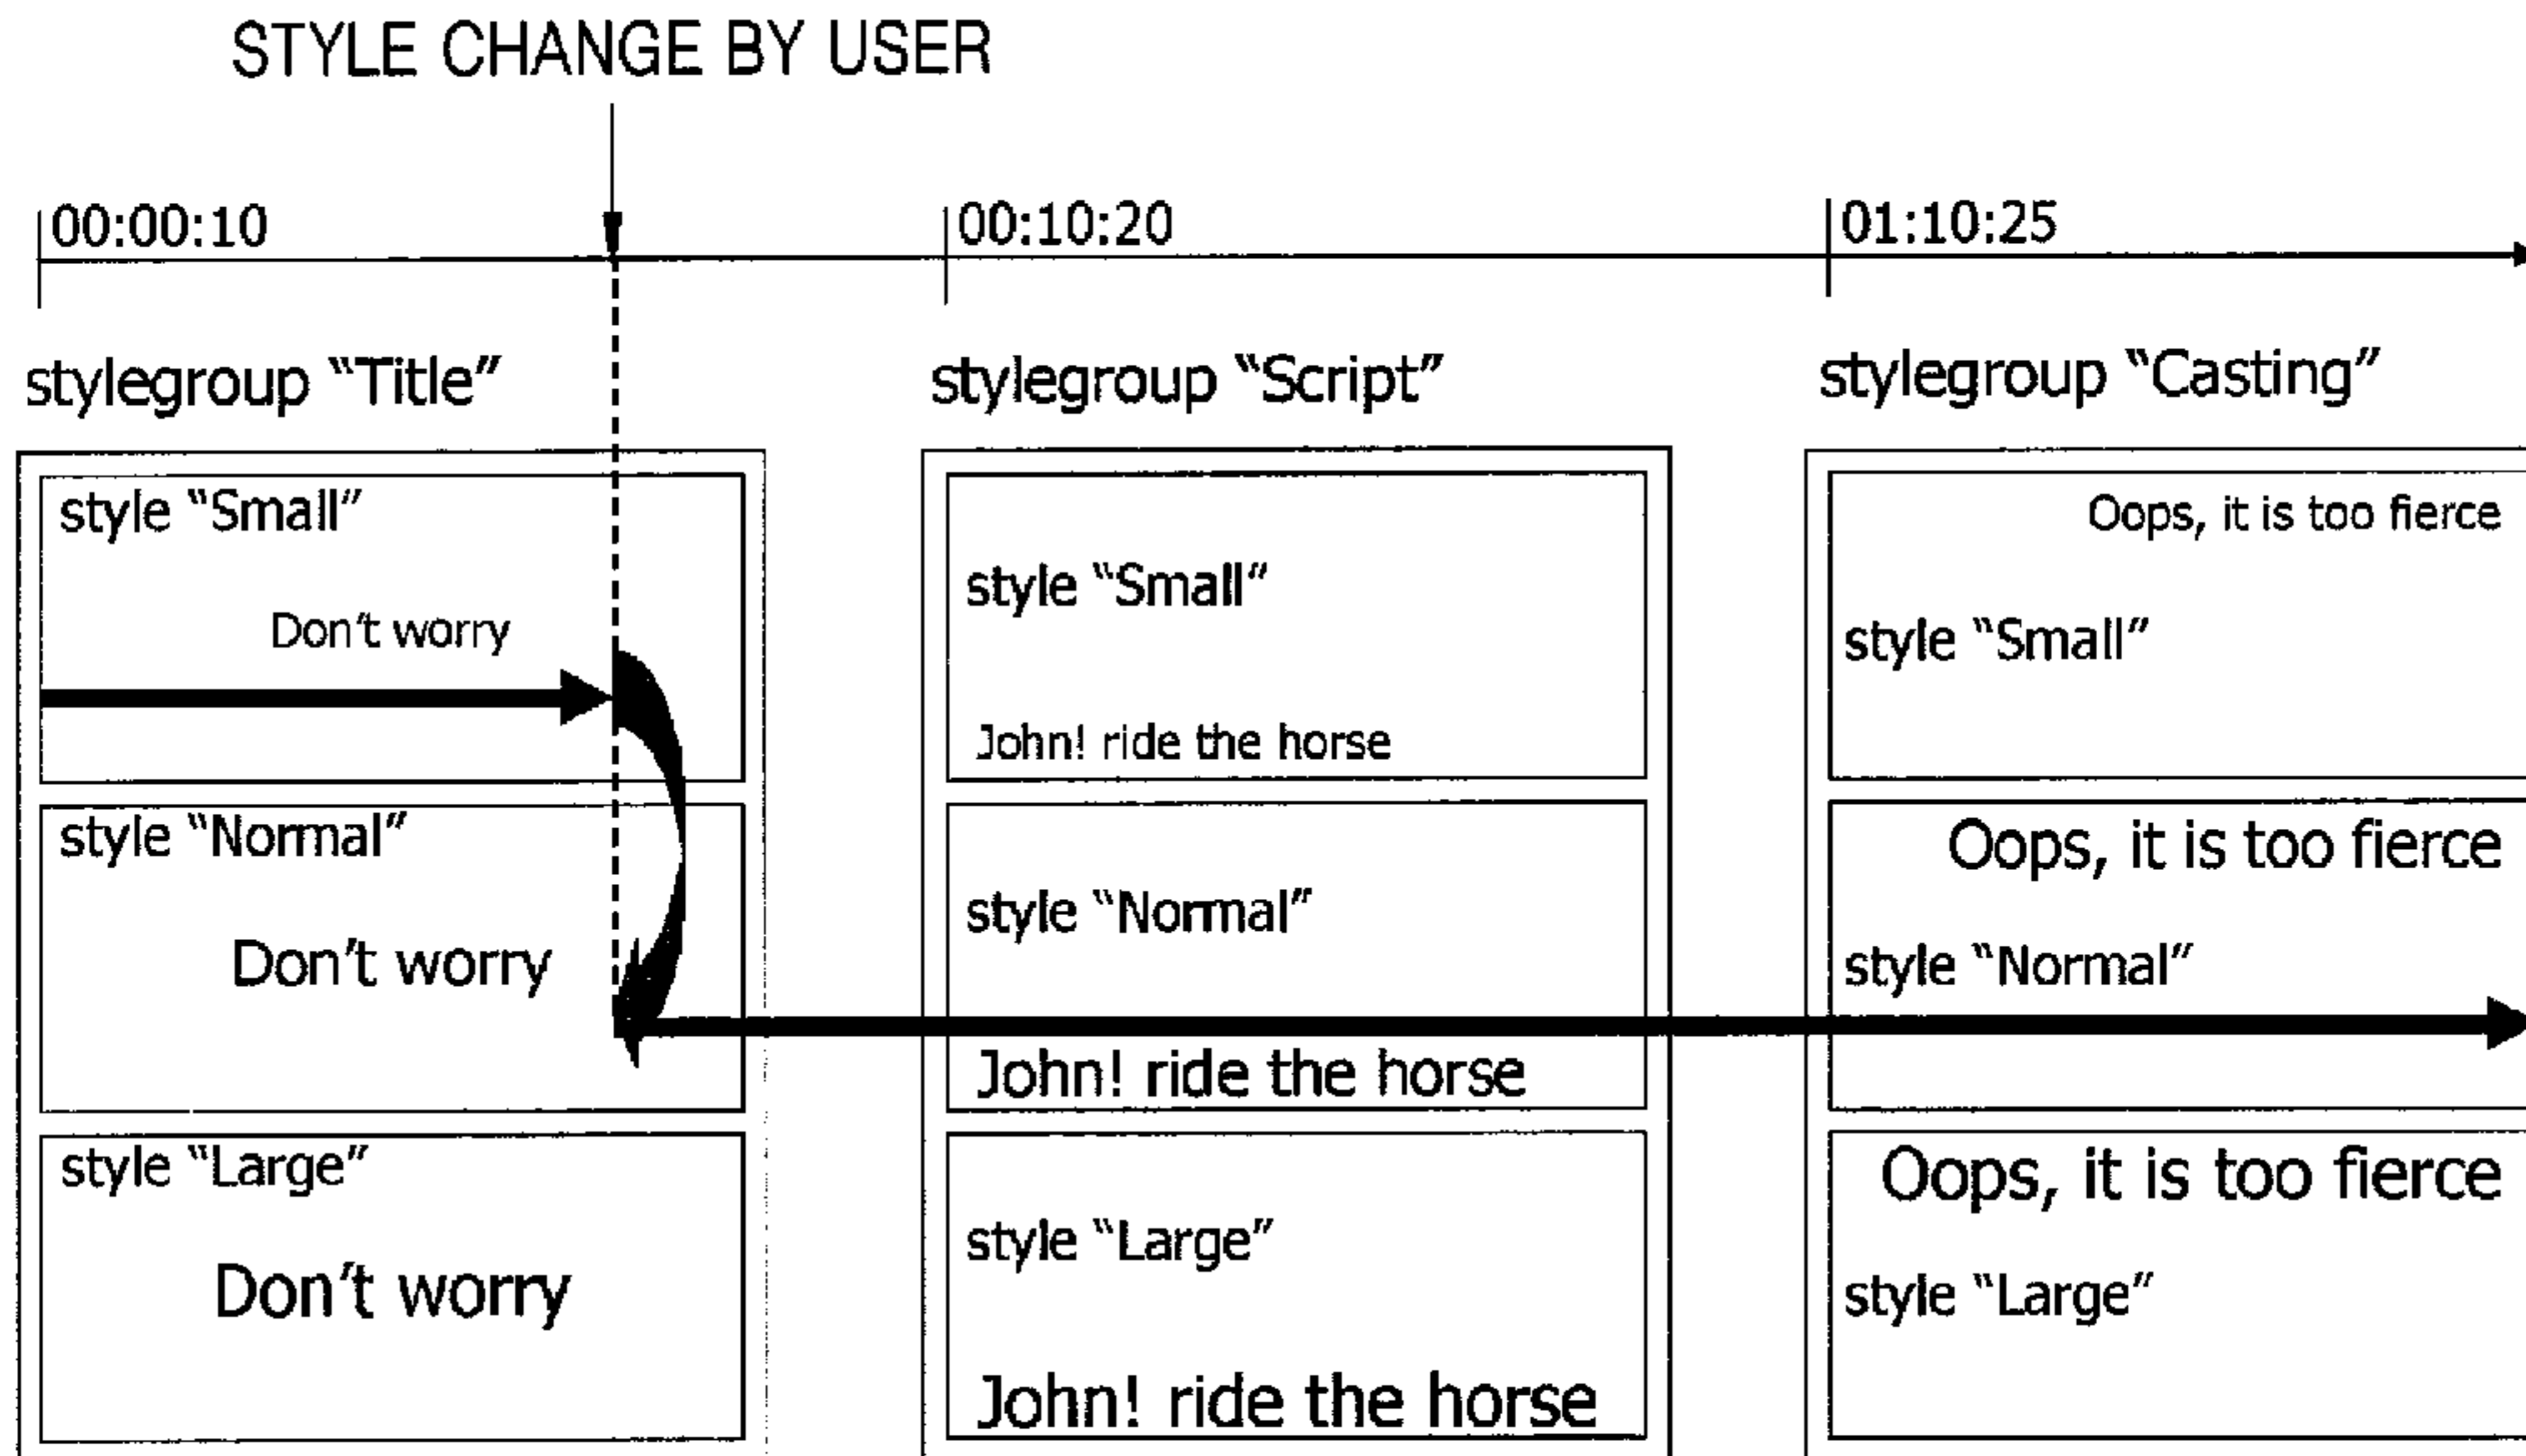 STYLE CHANGE BY USER
00:00:10
00:10:20
01:10:25
stylegroup “Title”
stylegroup “Script”
stylegroup “Casting”
style “Small”
Don’t worry
style “Normal”
Don’t worry
style “Large”
Don’t worry
style “Small”
John! ride the horse
style “Normal”
John! ride the horse
style “Large”
John! ride the horse
Oops, it is too fierce
style “Small”
Oops, it is too fierce
style “Normal”
Oops, it is too fierce
style “Large”